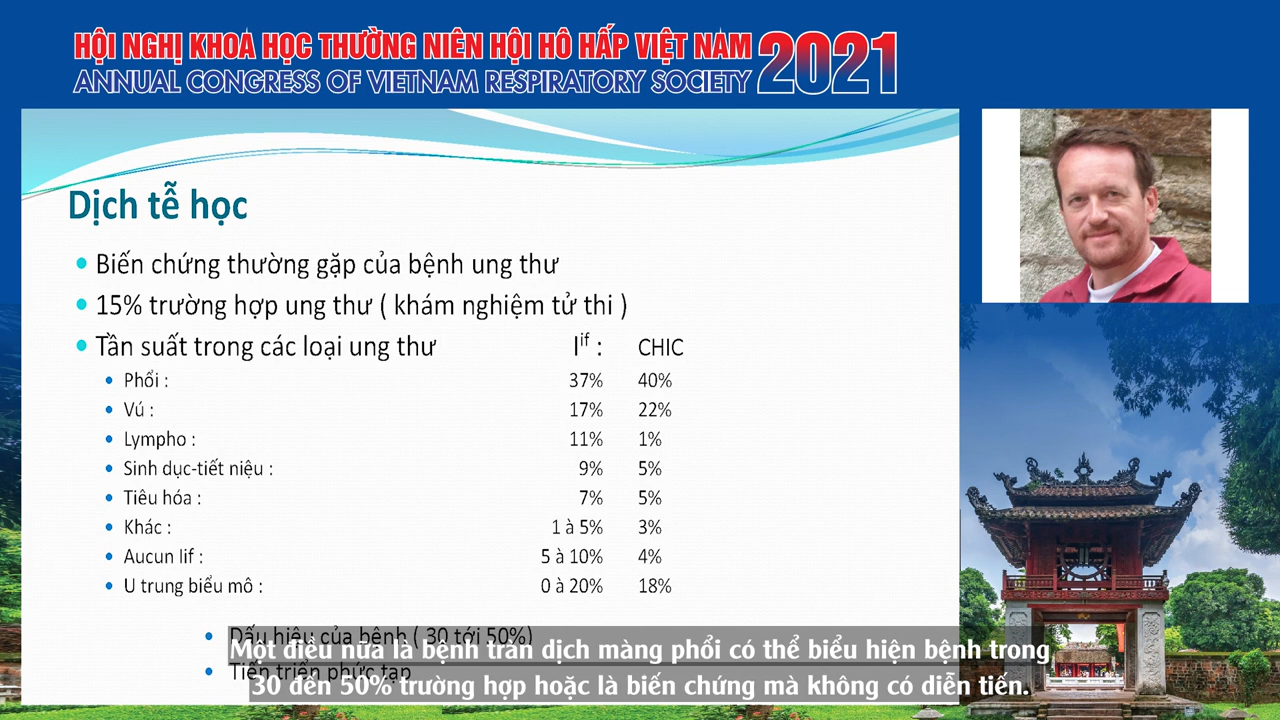 HỘI NGHỊ KHOA HỌC THƯỜNG NIÊN HỘI HÔ HẤP VIỆT NAM 2021
ANNUAL CONGRESS OF VIETNAM RESPIRATORY SOCIETY
Dịch tễ học
• Biến chứng thường gặp của bệnh ung thư
• 15% trường hợp ung thư ( khám nghiệm tử thi )
• Tần suất trong các loại ung thư lif : CHIC
• Phổi : 37% 40%
• Vú : 17% 22%
• Lympho : 11% 1%
• Sinh dục-tiết niệu : 9% 5%
• Tiêu hóa : 7% 5%
• Khác : 1 à 5% 3%
• Aucun lif : 5 à 10% 4%
• U trung biểu mô : 0 à 20% 18%
• Dấu hiệu của bệnh ( 30 tới 50%)
• Tiến triển phức tạp
Một điều nữa là bệnh tràn dịch màng phổi có thể biểu hiện bệnh trong
30 đến 50% trường hợp hoặc là biến chứng mà không có diễn tiến.